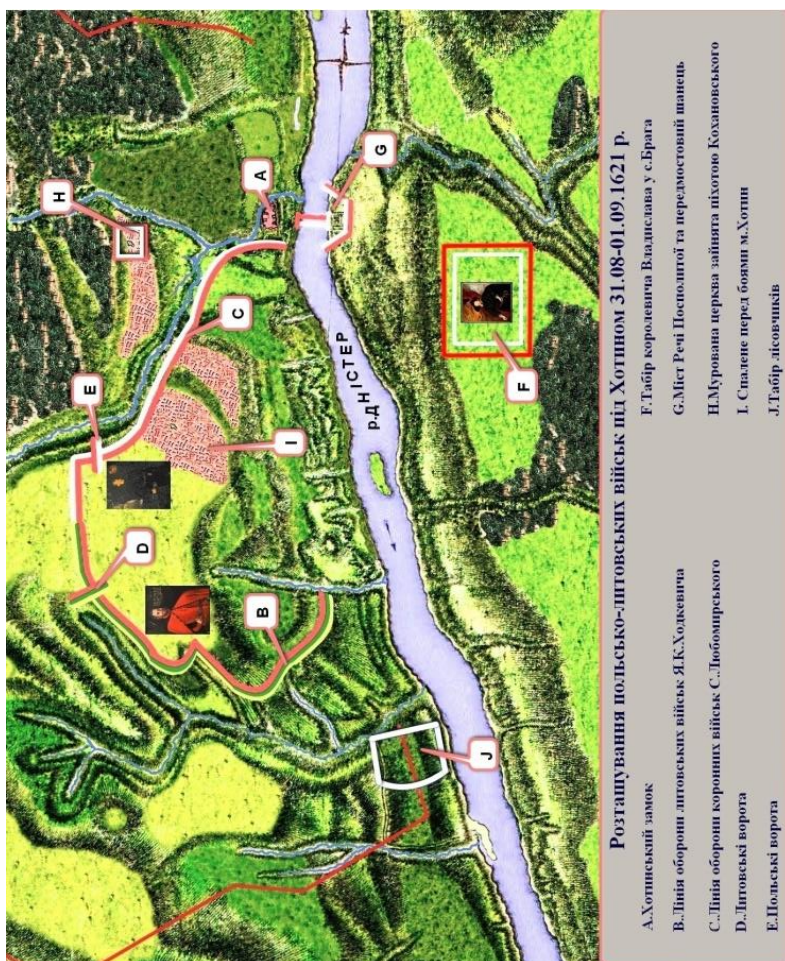 H
A
G
C
E
I
D
B
J
F
р.ДНІСТЕР
Розташування польсько-литовських військ під Хотином 31.08-01.09.1621 р.
А.Хотинський замок
В..Лінія оборони литовських військ Я.К.Ходкевича
С..Лінія оборони коронних військ С..Любомирського
D..Литовські ворота
Е.Польські ворота
F.Табір королевича Владислава у с.Брага
G.Міст Речі Посполитої та передмостовий шанець
Н.Мурована церква зайнята піхотою Кохановського
І. Спалене перед боями м.Хотин
J.Табір лісовчиків